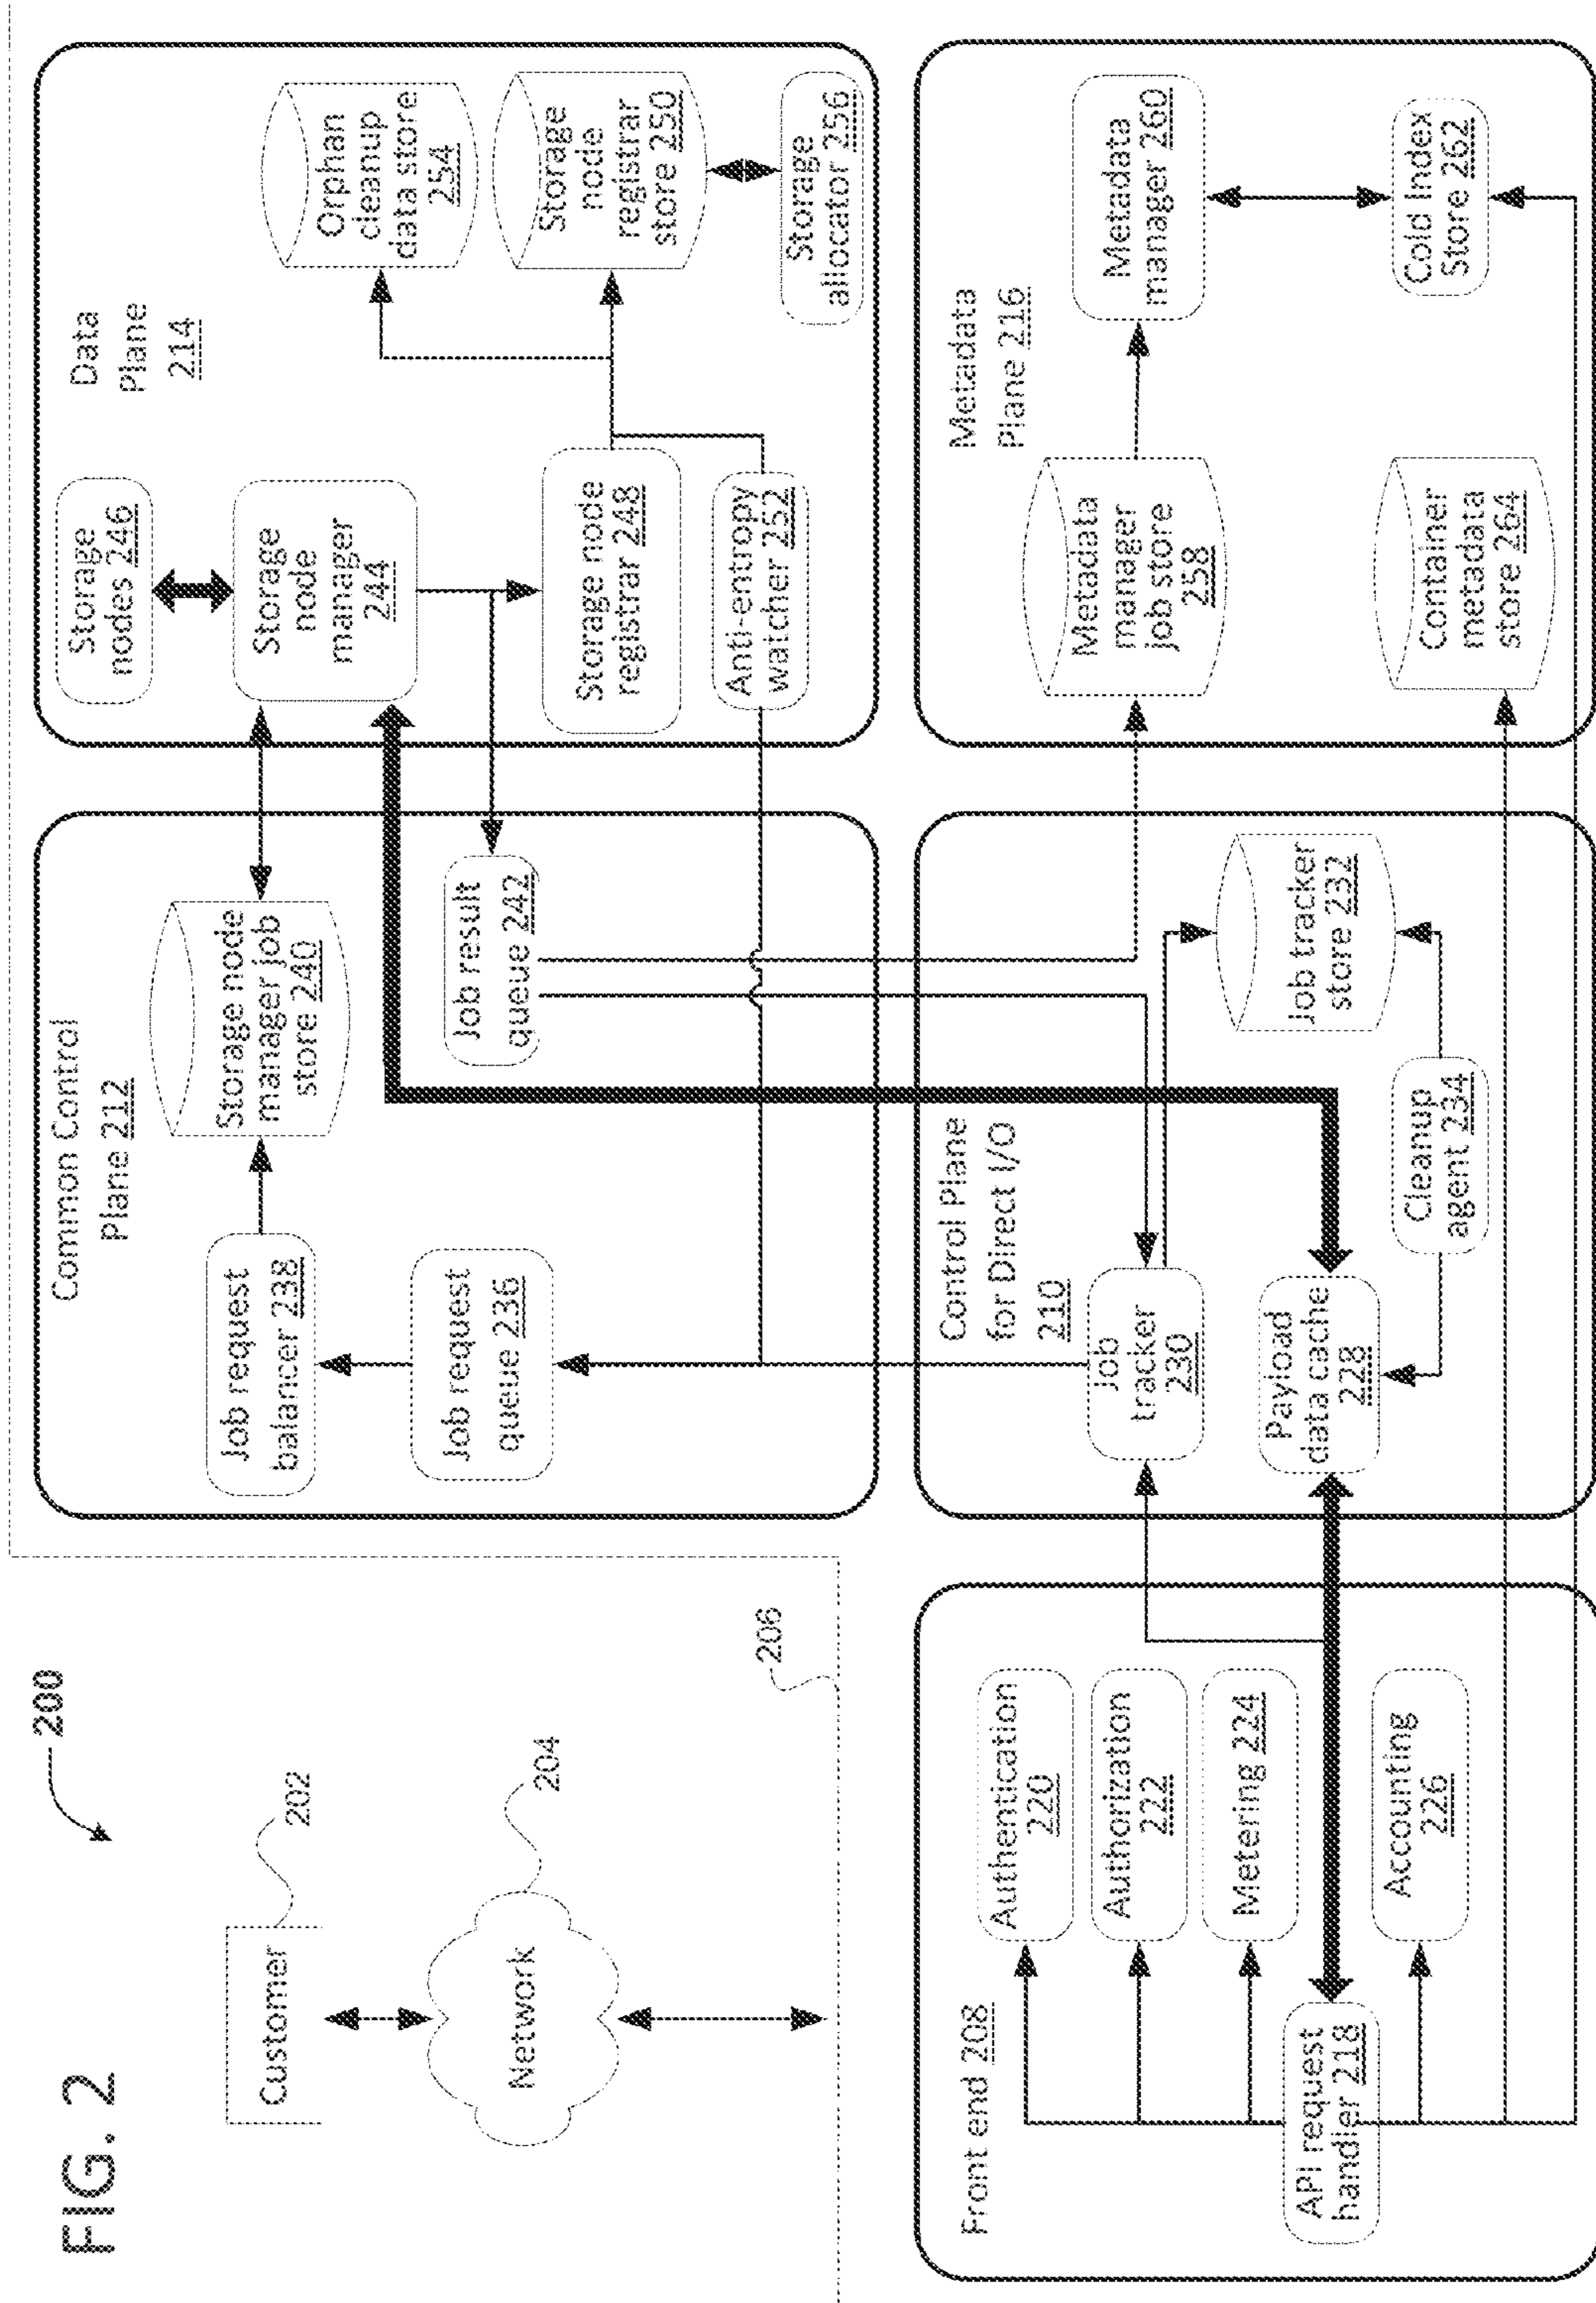 FIG. 2
200
Customer
202
Network
204
206
Common Control
Plane 212
Job request
balancer 238
Storage node
manager job
store 240
Job request
queue 236
Job result
queue 242
Data
Plane
214
Storage
nodes 246
Storage
node
manager
244
Storage node
registrar 248
Anti-entropy
watcher 252
Orphan
cleanup
data store
254
Storage
node
registrar
store 250
Storage
allocator 256
Front end 208
Authentication
220
Authorization
222
Metering 224
API request
handler 218
Accounting
226
Control Plane
for Direct I/O
210
Job
tracker
230
Payload
data cache
228
Job tracker
store 232
Cleanup
agent 234
Metadata
Plane 216
Metadata
manager
job store
258
Metadata
manager 260
Container
metadata
store 264
Cold Index
Store 262